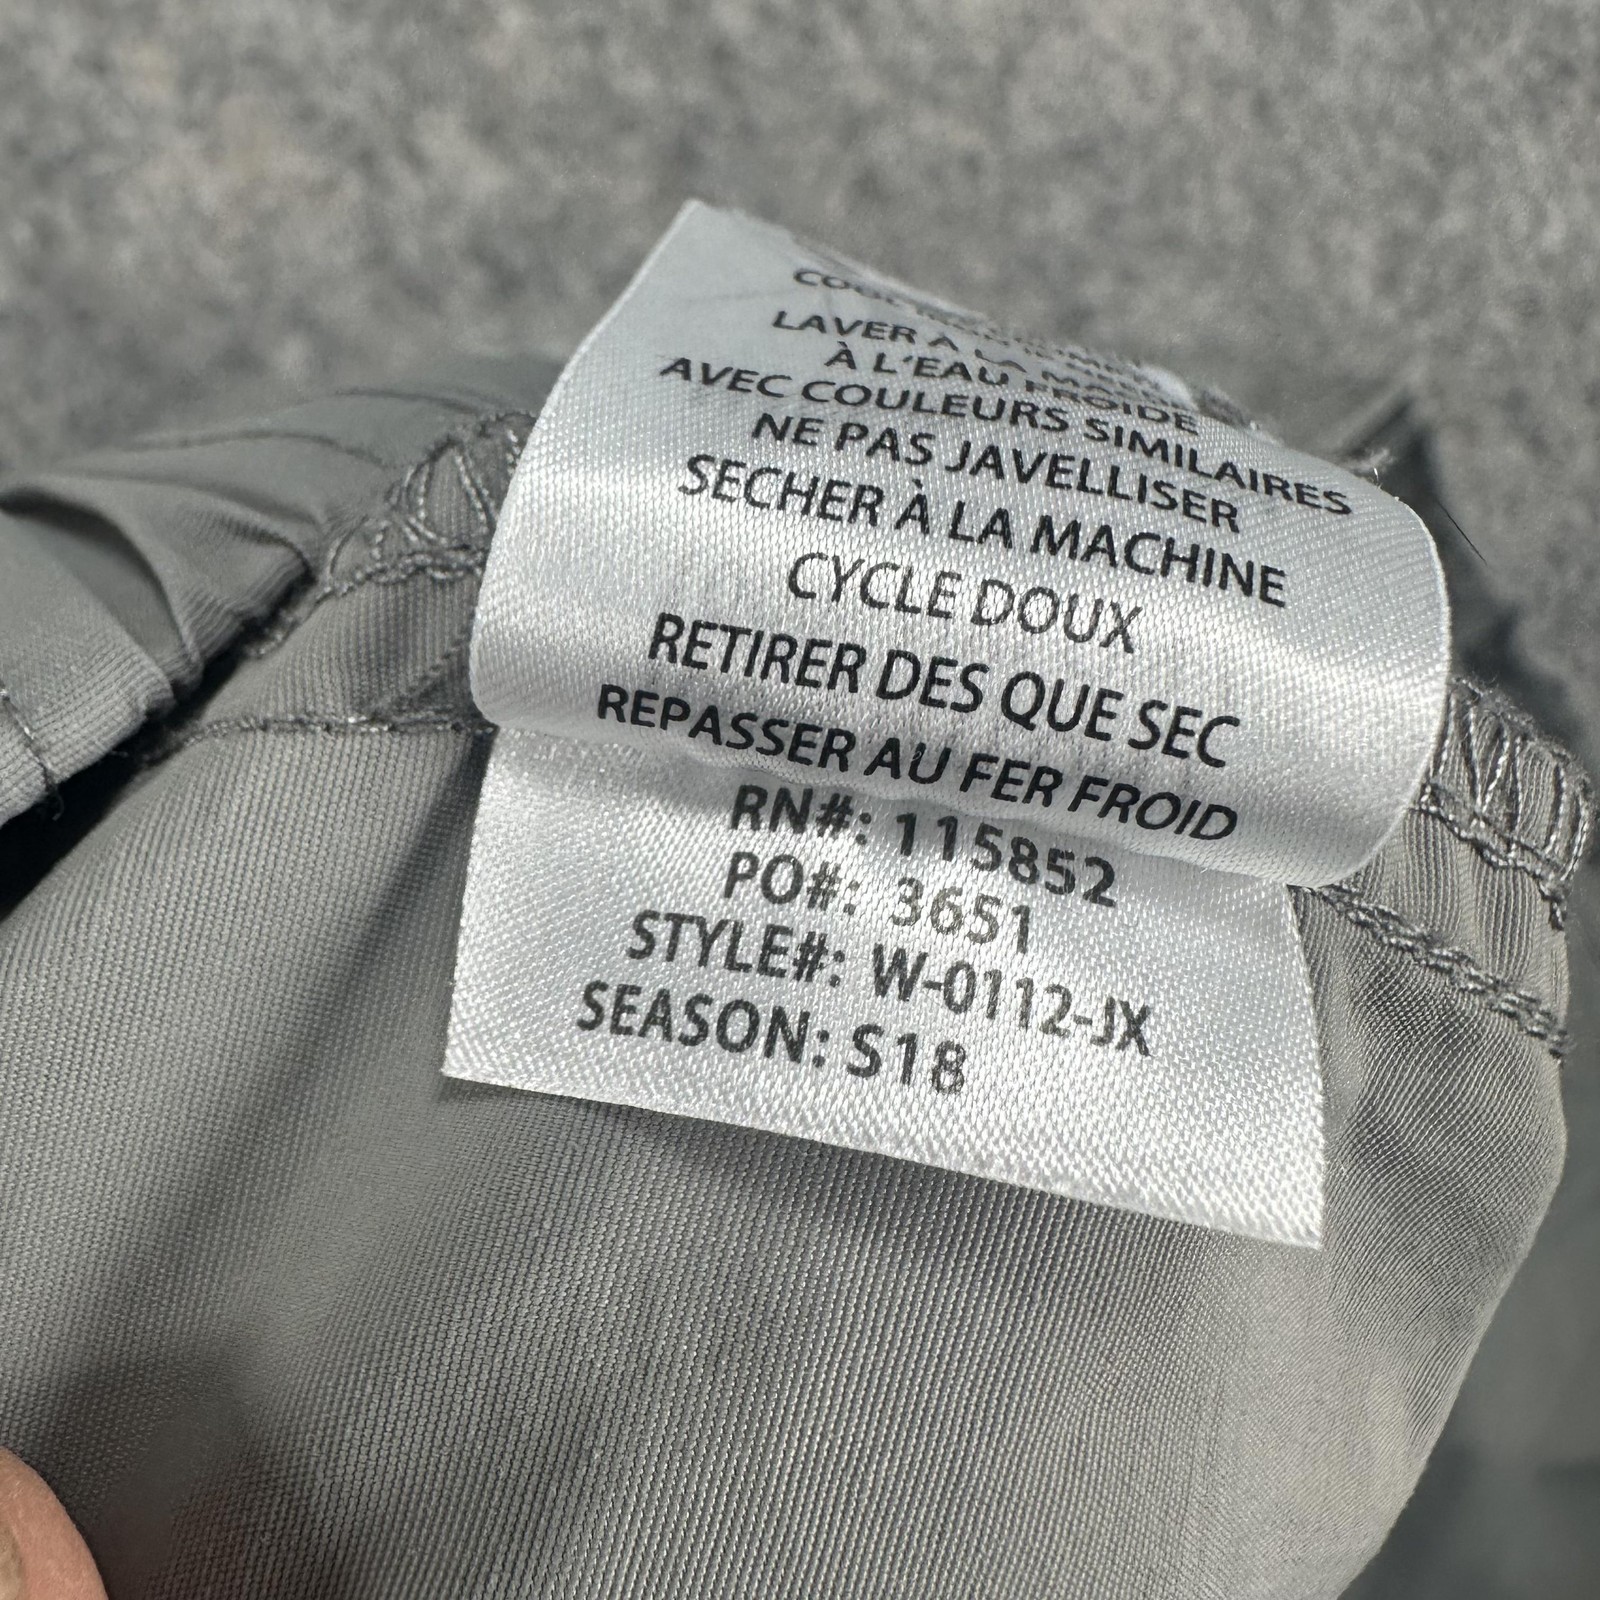 LAVER À LA
À L'EAU FROIDE
AVEC COULEURS SIMILAIRES
NE PAS JAVELLISER
SECHER À LA MACHINE
CYCLE DOUX
RETIRER DES QUE SEC
REPASSER AU FER FROID
RN#: 115852
PO#: 3651
STYLE#: W-0112-JX
SEASON: S18